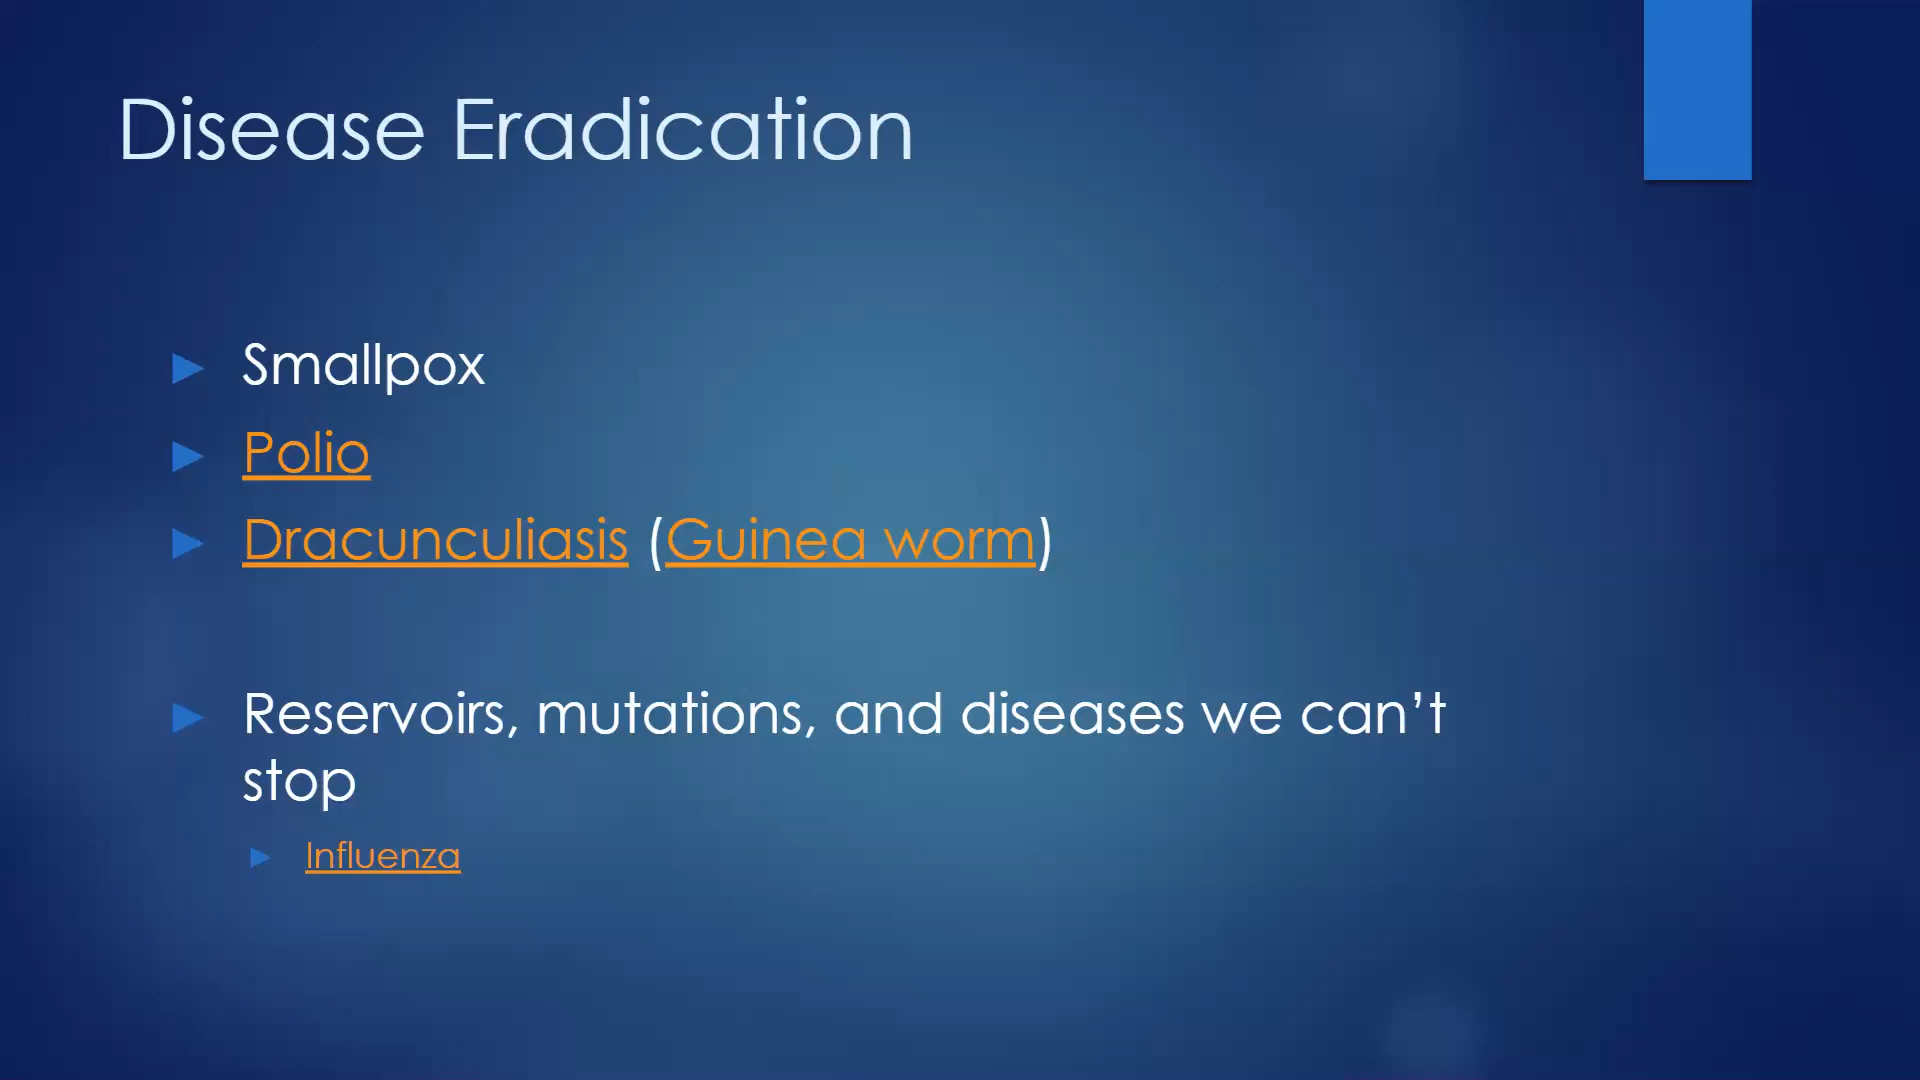 Disease Eradication
Smallpox
Polio
Dracunculiasis (Guinea worm)
Reservoirs, mutations, and diseases we can’t
stop
Influenza